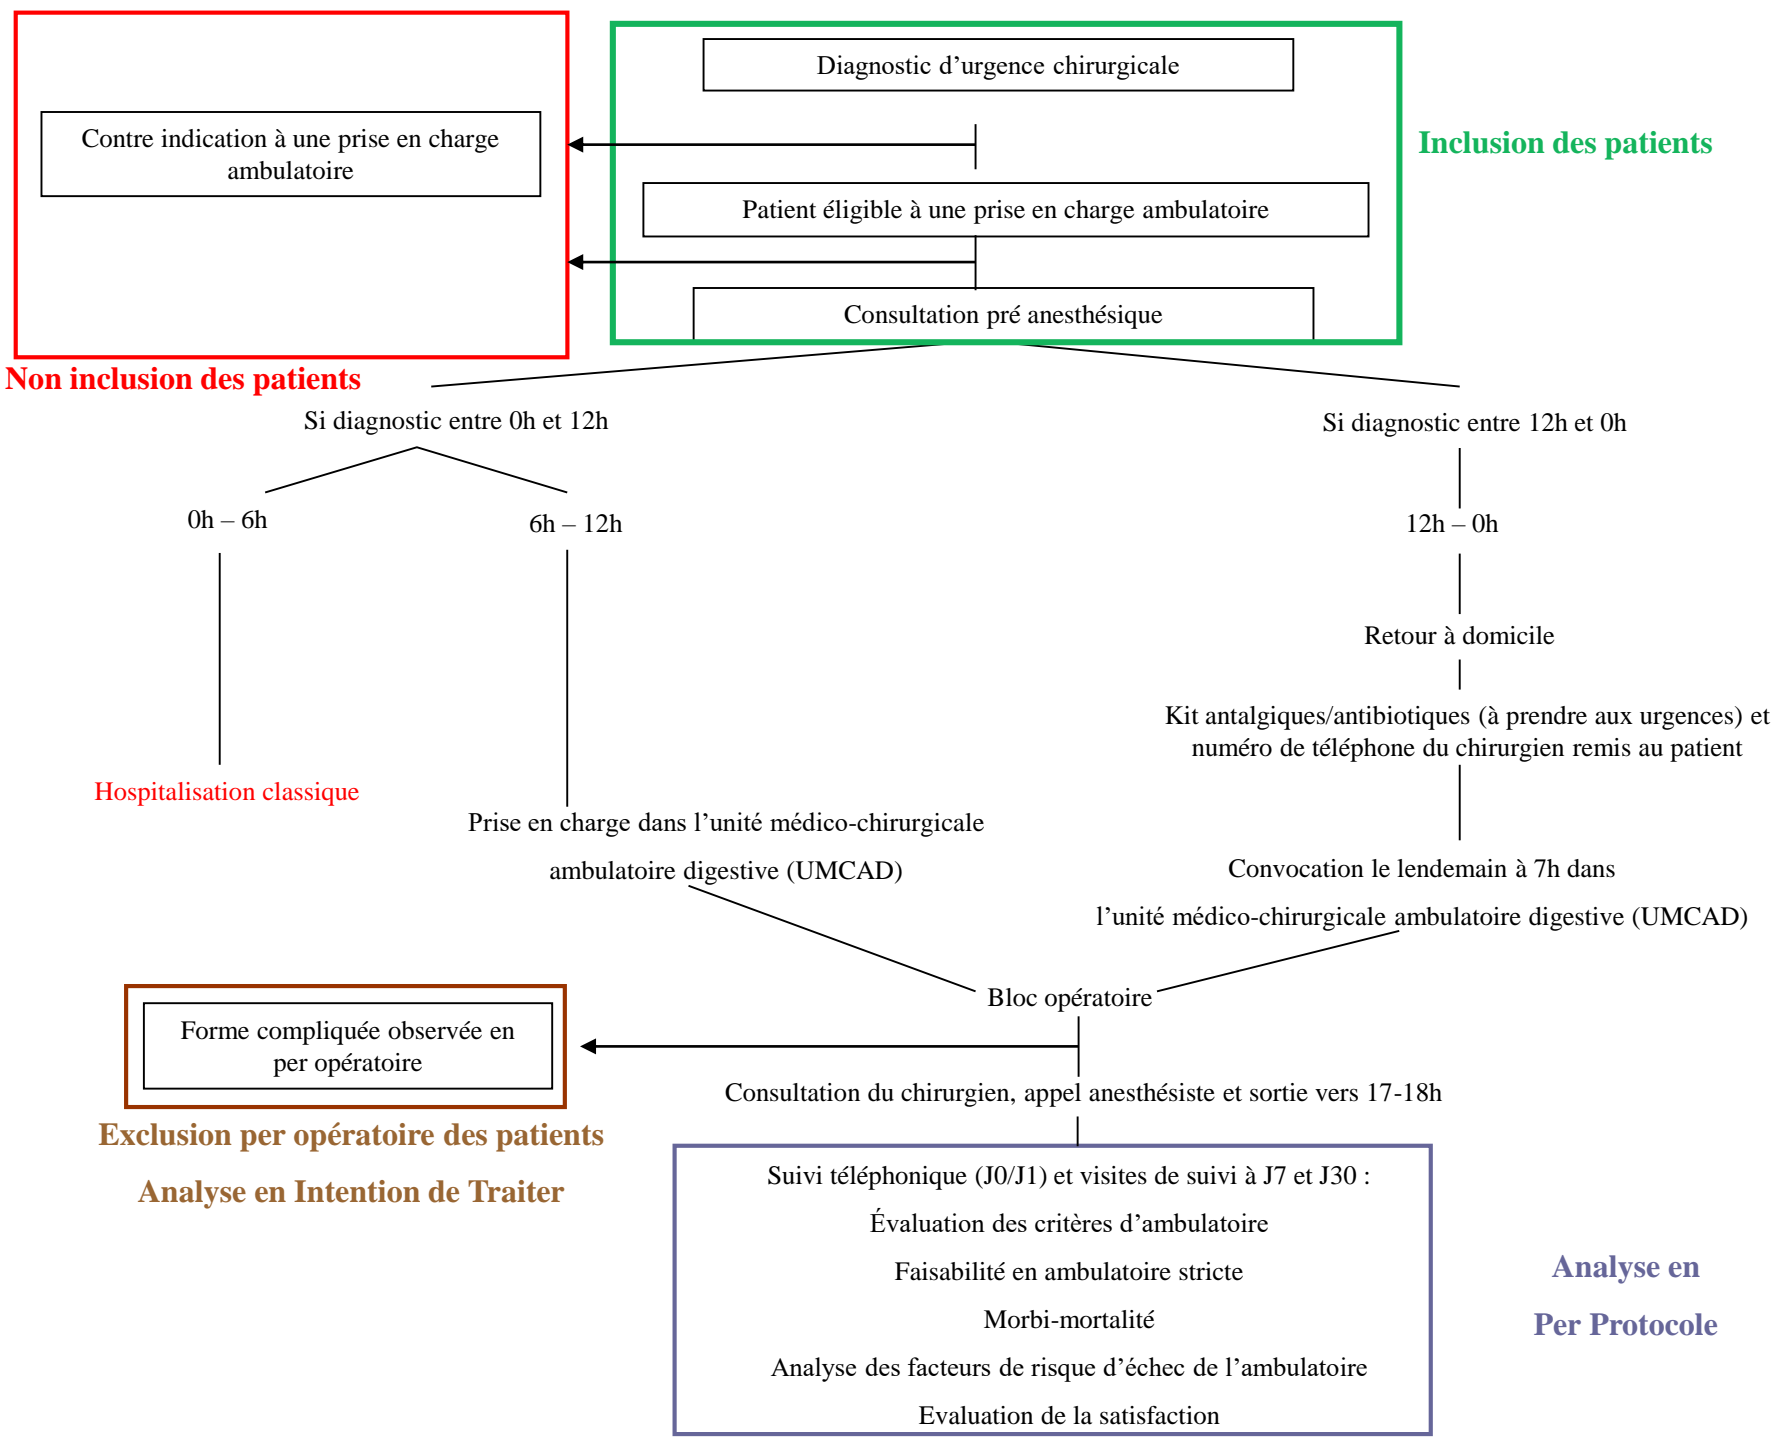 Diagnostic d’urgence chirurgicale
Contre indication à une prise en charge
ambulatoire
Inclusion des patients
Patient éligible à une prise en charge ambulatoire
Consultation pré anesthésique
Non inclusion des patients
Si diagnostic entre 0h et 12h
Si diagnostic entre 12h et 0h
0h – 6h
6h – 12h
12h – 0h
Retour à domicile
Kit antalgiques/antibiotiques (à prendre aux urgences) et
numéro de téléphone du chirurgien remis au patient
Hospitalisation classique
Prise en charge dans l’unité médico-chirurgicale
ambulatoire digestive (UMCAD)
Convocation le lendemain à 7h dans
l’unité médico-chirurgicale ambulatoire digestive (UMCAD)
Bloc opératoire
Forme compliquée observée en
per opératoire
Consultation du chirurgien, appel anesthésiste et sortie vers 17-18h
Exclusion per opératoire des patients
Analyse en Intention de Traiter
Suivi téléphonique (J0/J1) et visites de suivi à J7 et J30 :
Évaluation des critères d’ambulatoire
Faisabilité en ambulatoire stricte
Morbi-mortalité
Analyse des facteurs de risque d’échec de l’ambulatoire
Evaluation de la satisfaction
Analyse en
Per Protocole